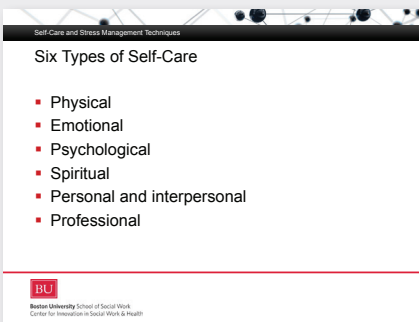 Self-Care and Stress Management Techniques
Six Types of Self-Care
Physical
Emotional
Psychological
Spiritual
Personal and interpersonal
Professional
BU
Boston University School of Social Work
Center for Innovation in Social Work & Health